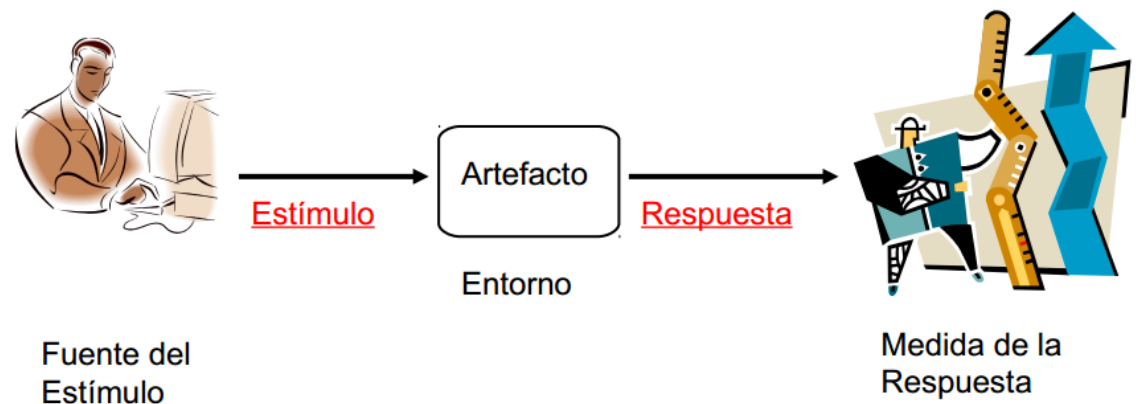 Artefacto
Estímulo
Respuesta
Entorno
Fuente del
Estímulo
Medida de la
Respuesta